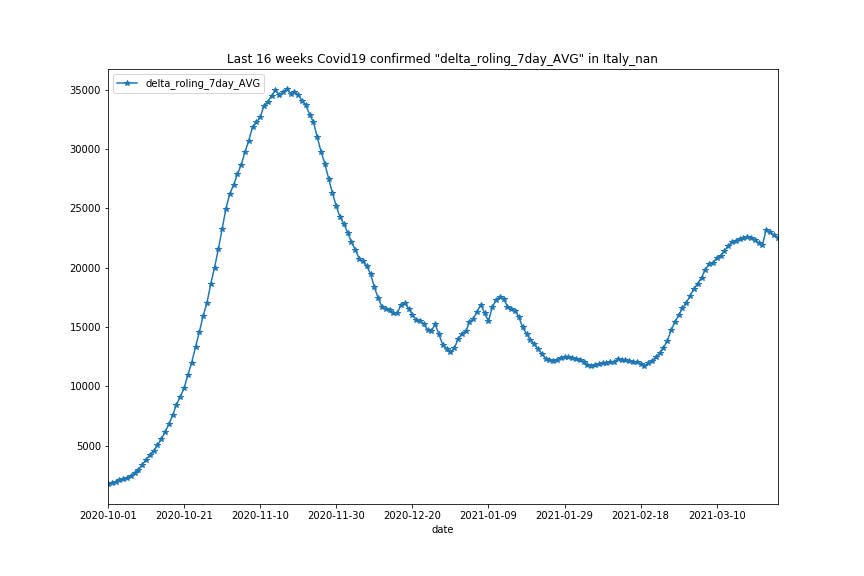 Last 16 weeks Covid19 confirmed "delta_roling_7day_AVG" in Italy_nan
delta_roling_7day_AVG
35000
30000
25000
20000
15000
10000
5000
2020-10-01 2020-10-21 2020-11-10 2020-11-30 2020-12-20 2021-01-09 2021-01-29 2021-02-18 2021-03-10
date